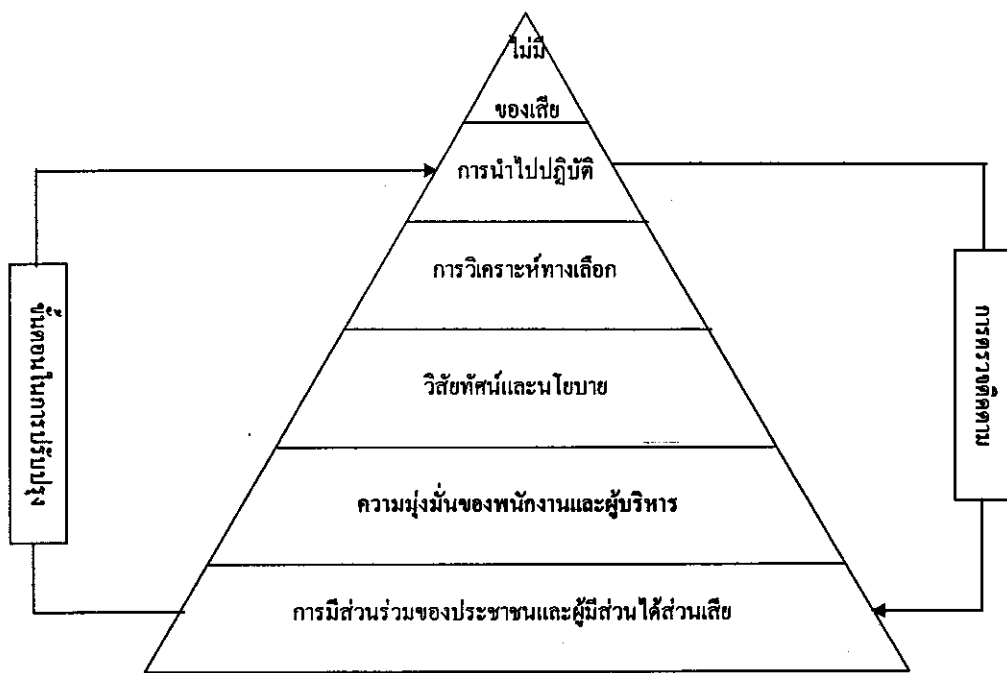 ไม่มี
ของเสีย
การนำไปปฏิบัติ
การวิเคราะห์ทางเลือก
วิสัยทัศน์และนโยบาย
ความมุ่งมั่นของพนักงานและผู้บริหาร
การมีส่วนร่วมของประชาชนและผู้มีส่วนได้ส่วนเสีย
ขั้นตอนในการปรับปรุง
การตรวจติดตาม